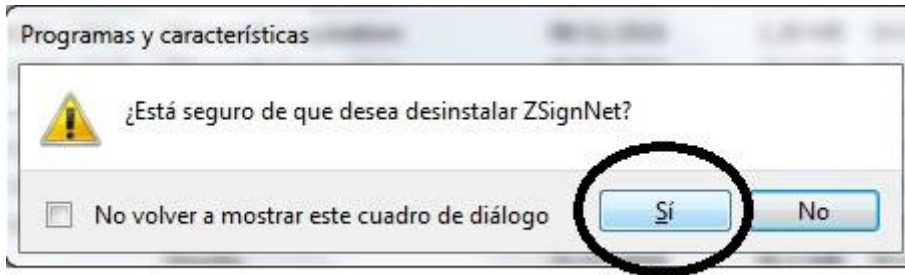 Programas y características
¿Está seguro de que desea desinstalar ZSignNet?
No volver a mostrar este cuadro de diálogo
Sí
No